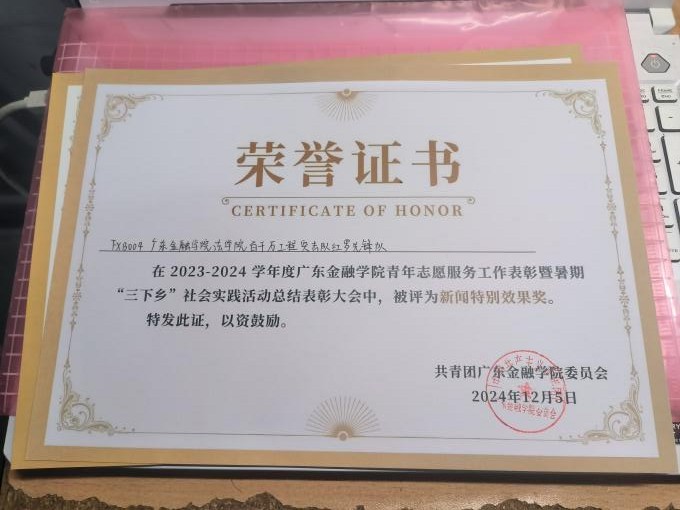 荣誉证书
CERTIFICATE OF HONOR
TXB004 广东金融学院法学院百千万工程突击队红罗先锋队
在 2023-2024 学年度广东金融学院青年志愿服务工作表彰暨暑期
“三下乡”社会实践活动总结表彰大会中，被评为新闻特别效果奖。
特发此证，以资鼓励。
共青团广东金融学院委员会
2024年12月5日